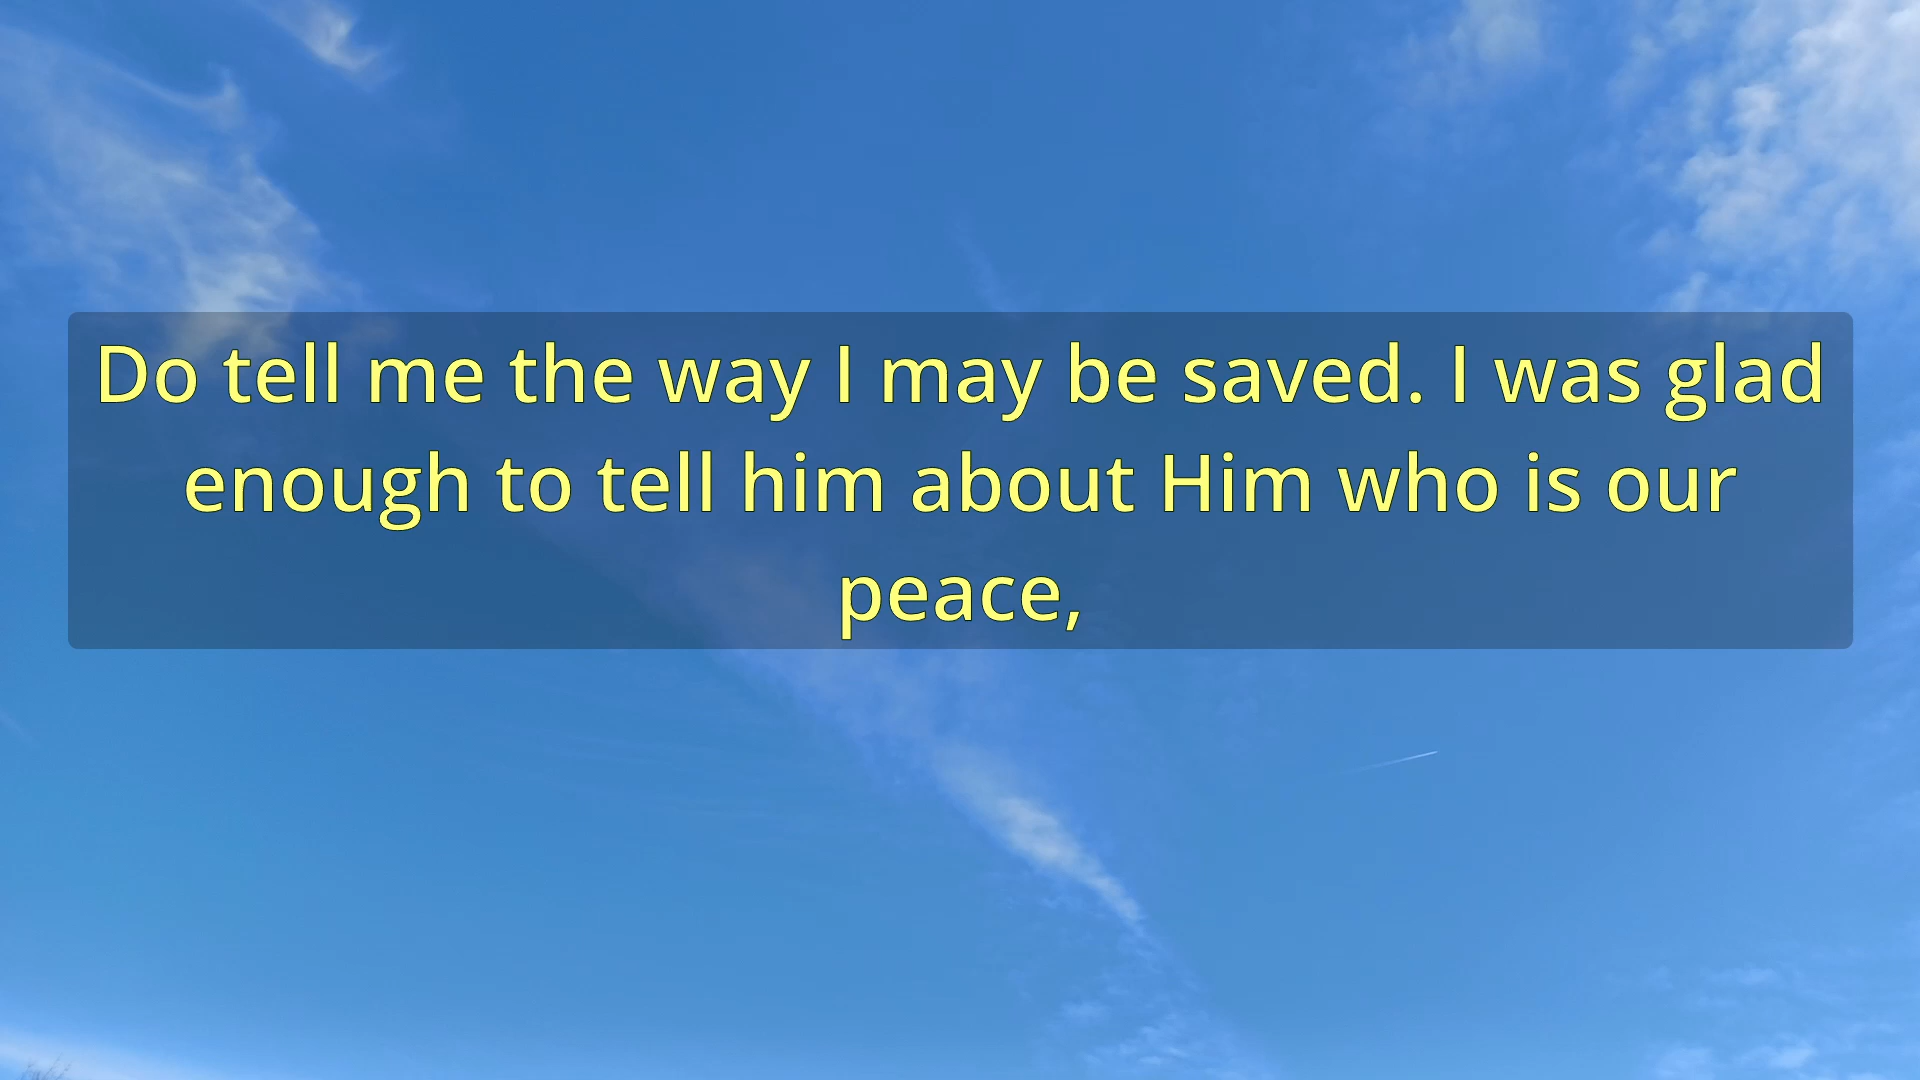 Do tell me the way I may be saved. I was glad
enough to tell him about Him who is our
peace,